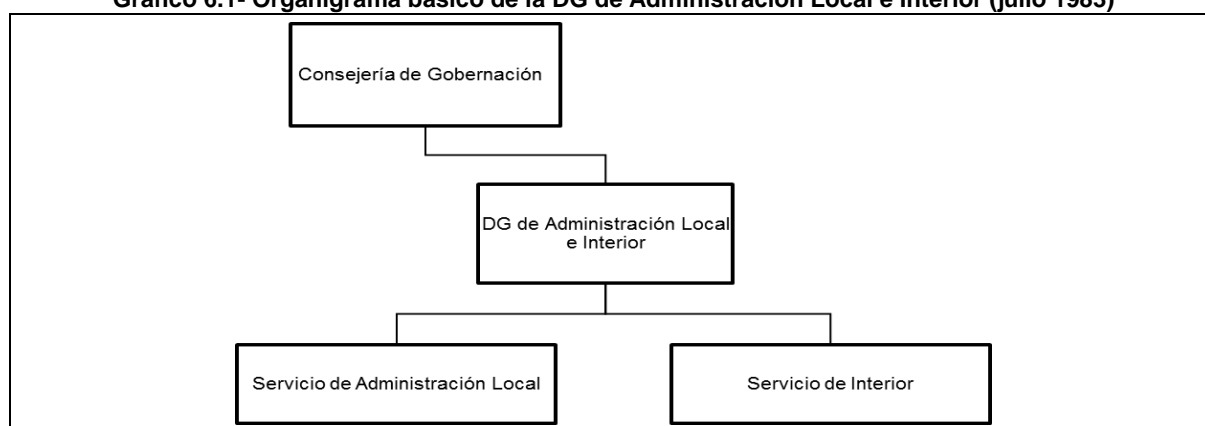 Gráfico 6.1- Organigrama básico de la DG de Administración Local e Interior (julio 1983)
Consejería de Gobernación
DG de Administración Local
e Interior
Servicio de Administración Local
Servicio de Interior